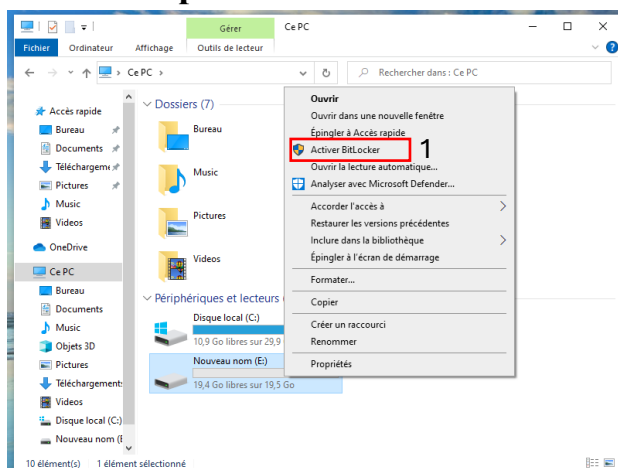 Gérer
Ce PC
Fichier
Ordinateur
Affichage
Outils de lecteur
Ce PC
Rechercher dans : Ce PC
Accès rapide
Bureau
Documents
Téléchargeme
Pictures
Music
Videos
OneDrive
Ce PC
Bureau
Documents
Music
Objets 3D
Pictures
Téléchargements
Videos
Disque local (C:)
Nouveau nom (E
Dossiers (7)
Bureau
Music
Pictures
Videos
Périphériques et lecteurs (
Disque local (C:)
10,9 Go libres sur 29,9
Nouveau nom (E:)
19,4 Go libres sur 19,5 Go
Ouvrir
Ouvrir dans une nouvelle fenêtre
Épingler à Accès rapide
Activer BitLocker
1
Ouvrir la lecture automatique...
Analyser avec Microsoft Defender...
Accorder l'accès à
Restaurer les versions précédentes
Inclure dans la bibliothèque
Épingler à l'écran de démarrage
Formater...
Copier
Créer un raccourci
Renommer
Propriétés
10 élément(s)
1 élément sélectionné